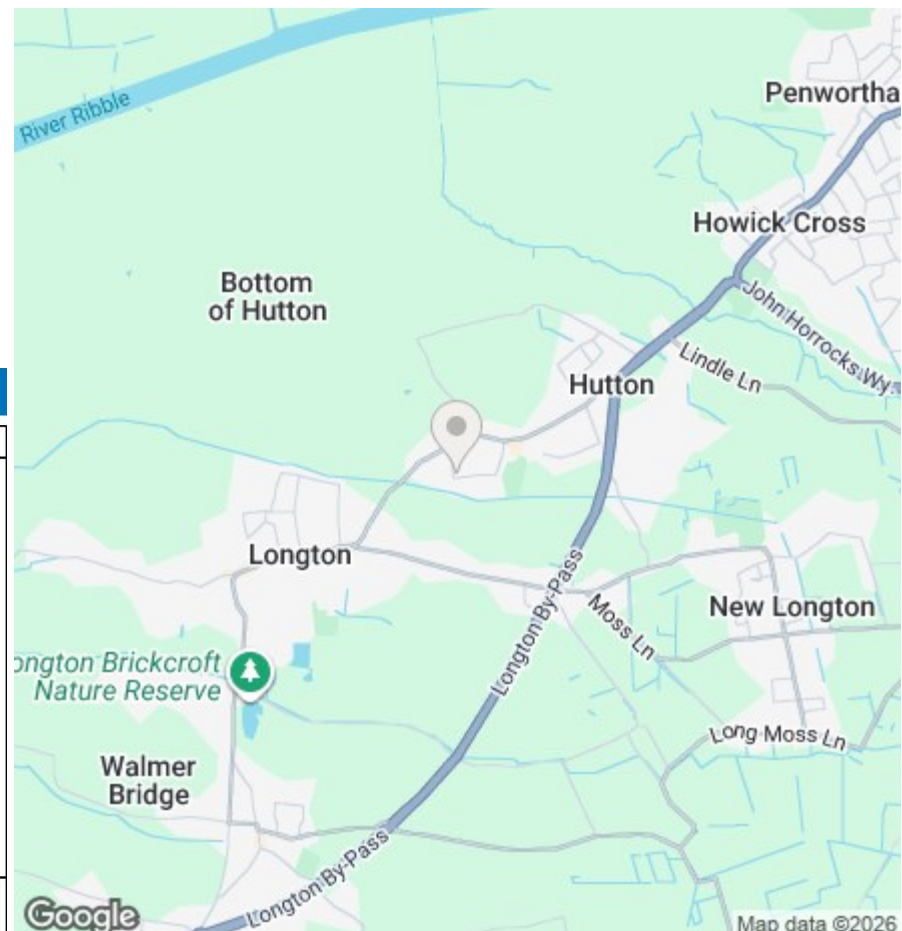 River Ribble
Penwortha
Howick Cross
Bottom
of Hutton
John Horrocks Wy.
Lindle Ln
Hutton
Longton
Longton By-Pass
Moss Ln
New Longton
ongton Brickcroft
Nature Reserve
Long Moss Ln
Walmer
Bridge
Longton By-Pass
Google
Map data ©2026